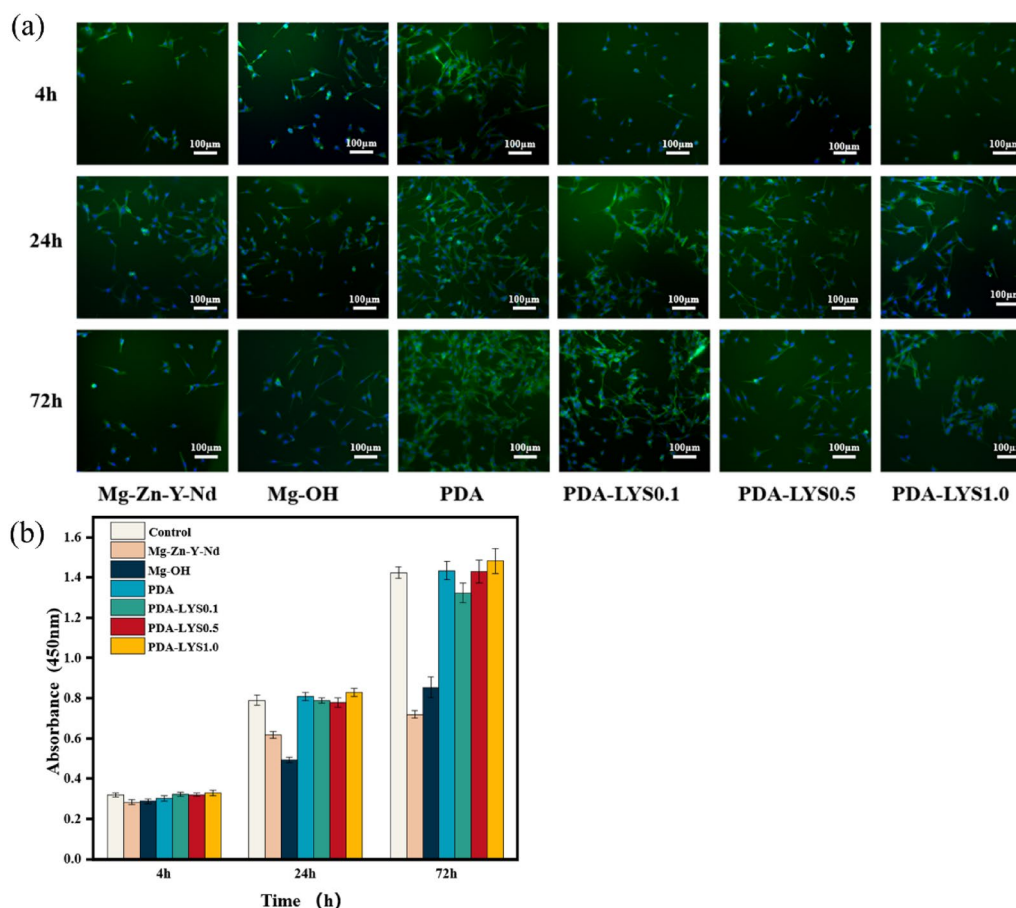 (a)
4h
100μm 100μm 100μm 100μm 100μm 100μm
24h
100μm 100μm 100μm 100μm 100μm 100μm
72h
100μm 100μm 100μm 100μm 100μm 100μm
Mg-Zn-Y-Nd Mg-OH PDA PDA-LYS0.1 PDA-LYS0.5 PDA-LYS1.0
(b)
Absorbance (450nm)
1.6
1.4
1.2
1.0
0.8
0.6
0.4
0.2
0.0
Control
Mg-Zn-Y-Nd
Mg-OH
PDA
PDA-LYS0.1
PDA-LYS0.5
PDA-LYS1.0
4h 24h 72h
Time (h)